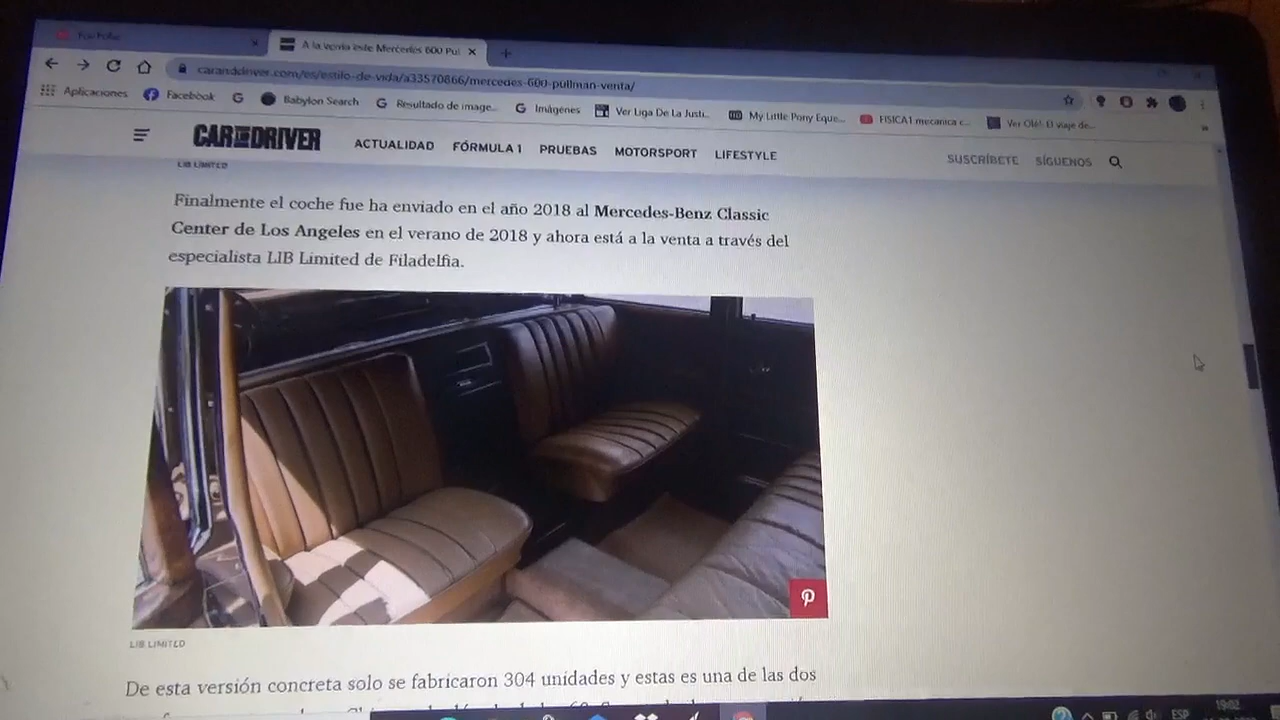 A la venta este Mercedes 600 Pul
caranddriver.com/es/estilo-de-vida/a33570866/mercedes-600-pullman-venta/
Aplicaciones Facebook Babylon Search Resultado de image... Imágenes Ver Liga De La Justi... My Little Pony Eque... FISICA1 mecanica c... Ver Olé! El viaje de...
CAR AND DRIVER ACTUALIDAD FÓRMULA 1 PRUEBAS MOTORSPORT LIFESTYLE SUSCRÍBETE SÍGUENOS
LIB LIMITED
Finalmente el coche fue ha enviado en el año 2018 al Mercedes-Benz Classic
Center de Los Angeles en el verano de 2018 y ahora está a la venta a través del
especialista LIB Limited de Filadelfia.
LIB LIMITED
De esta versión concreta solo se fabricaron 304 unidades y estas es una de las dos
ESP 19:02